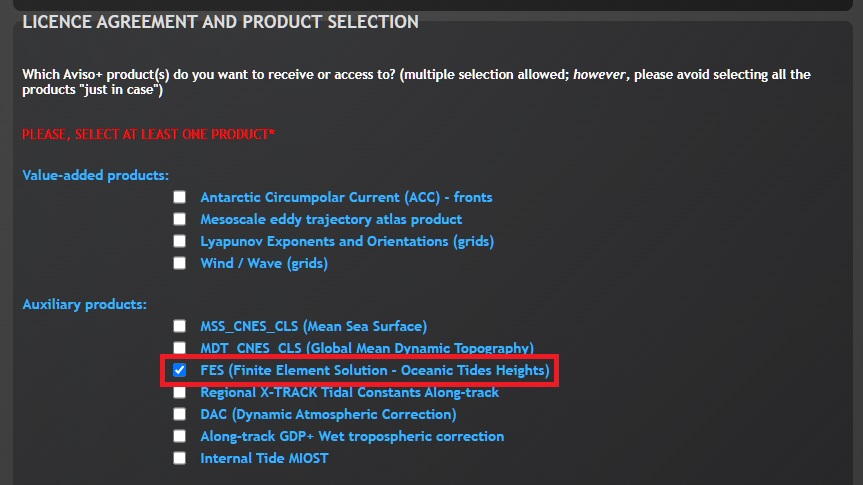 LICENCE AGREEMENT AND PRODUCT SELECTION
Which Aviso+ product(s) do you want to receive or access to? (multiple selection allowed; however, please avoid selecting all the
products "just in case")
PLEASE, SELECT AT LEAST ONE PRODUCT*
Value-added products:
Antarctic Circumpolar Current (ACC) - fronts
Mesoscale eddy trajectory atlas product
Lyapunov Exponents and Orientations (grids)
Wind / Wave (grids)
Auxiliary products:
MSS_CNES_CLS (Mean Sea Surface)
MDT_CNES_CLS (Global Mean Dynamic Topography)
FES (Finite Element Solution - Oceanic Tides Heights)
Regional X-TRACK Tidal Constants Along-track
DAC (Dynamic Atmospheric Correction)
Along-track GDP+ Wet tropospheric correction
Internal Tide MIOST